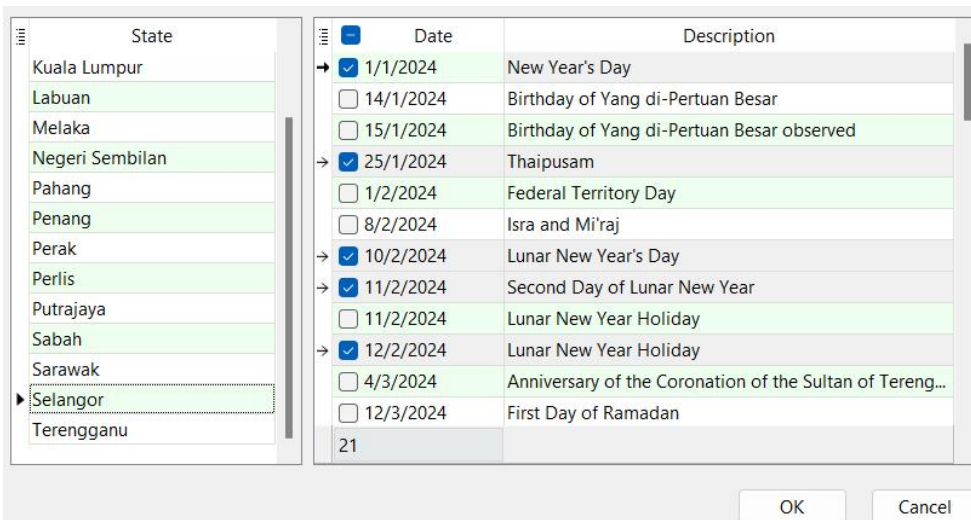 State
Kuala Lumpur
Labuan
Melaka
Negeri Sembilan
Pahang
Penang
Perak
Perlis
Putrajaya
Sabah
Sarawak
Selangor
Terengganu
Date Description
1/1/2024 New Year's Day
14/1/2024 Birthday of Yang di-Pertuan Besar
15/1/2024 Birthday of Yang di-Pertuan Besar observed
25/1/2024 Thaipusam
1/2/2024 Federal Territory Day
8/2/2024 Isra and Mi'raj
10/2/2024 Lunar New Year's Day
11/2/2024 Second Day of Lunar New Year
11/2/2024 Lunar New Year Holiday
12/2/2024 Lunar New Year Holiday
4/3/2024 Anniversary of the Coronation of the Sultan of Tereng...
12/3/2024 First Day of Ramadan
21
OK Cancel